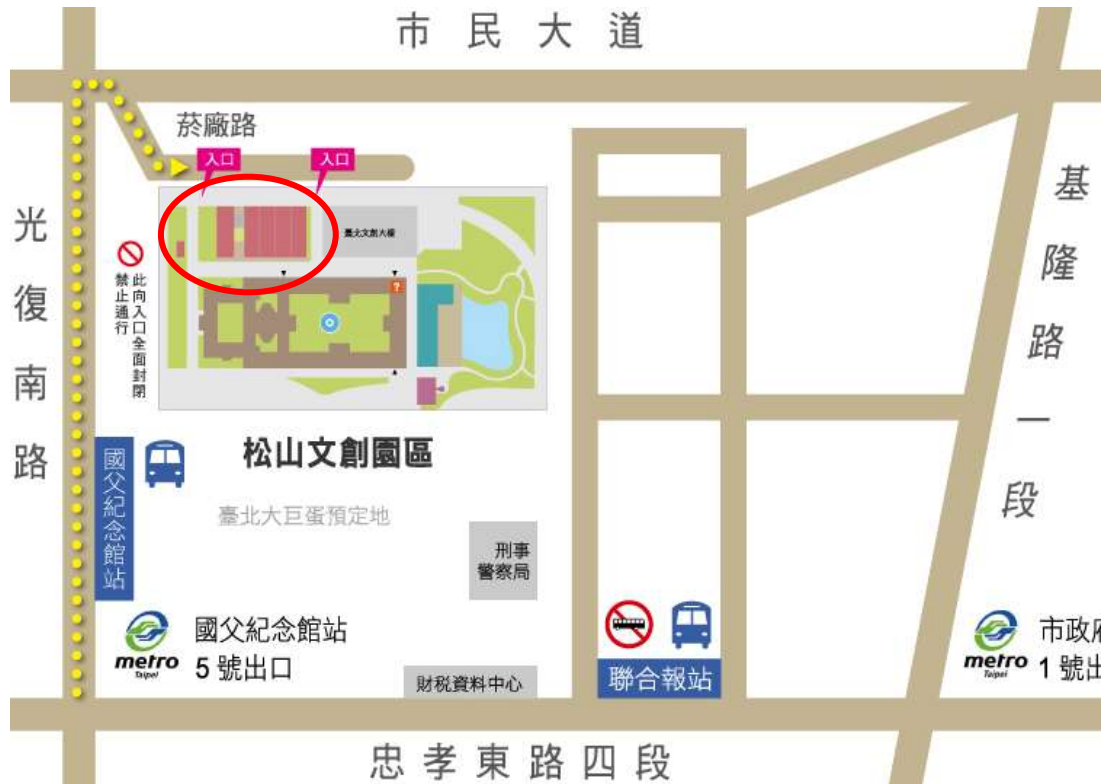 市民大道
菸廠路
入口
入口
光復南路
基隆路一段
臺北文創大樓
此向入口全面封閉
禁止通行
?
松山文創園區
國父紀念館站
臺北大巨蛋預定地
刑事
警察局
metro
Taipei
國父紀念館站
5 號出口
財稅資料中心
聯合報站
metro
Taipei
市政府
1 號出
忠孝東路四段